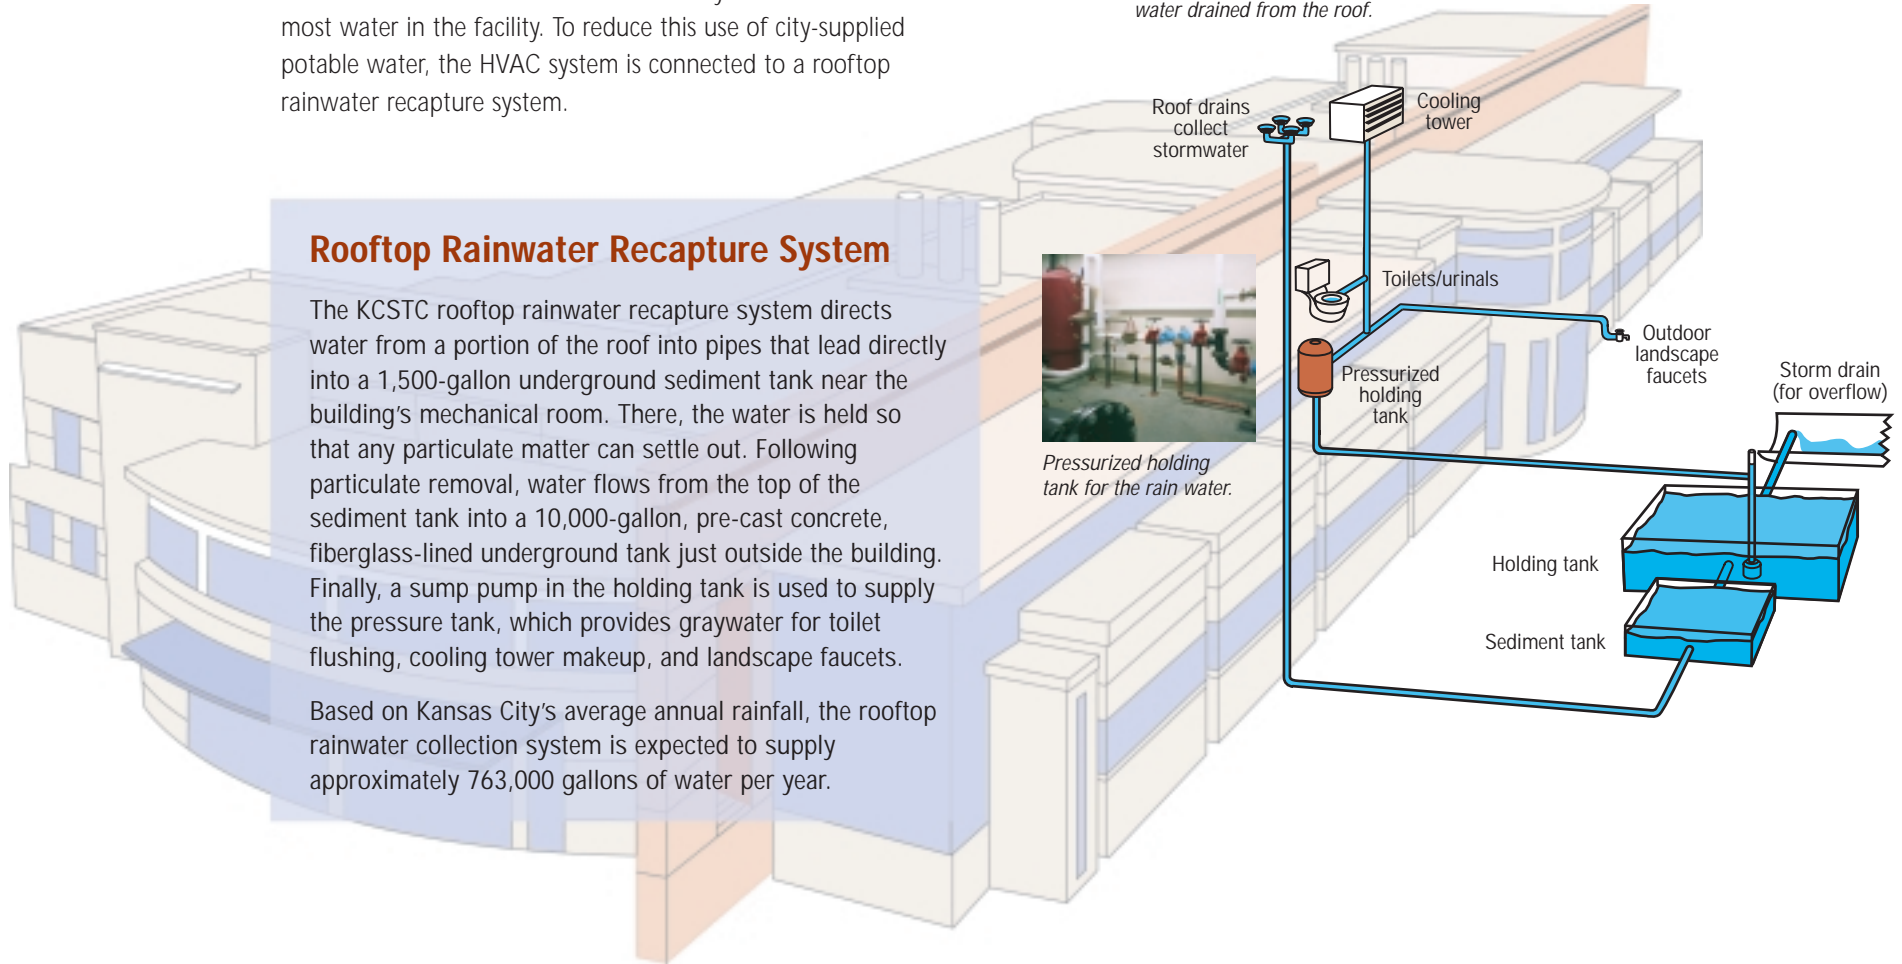 most water in the facility. To reduce this use of city-supplied
potable water, the HVAC system is connected to a rooftop
rainwater recapture system.
water drained from the roof.
Rooftop Rainwater Recapture System
The KCSTC rooftop rainwater recapture system directs
water from a portion of the roof into pipes that lead directly
into a 1,500-gallon underground sediment tank near the
building's mechanical room. There, the water is held so
that any particulate matter can settle out. Following
particulate removal, water flows from the top of the
sediment tank into a 10,000-gallon, pre-cast concrete,
fiberglass-lined underground tank just outside the building.
Finally, a sump pump in the holding tank is used to supply
the pressure tank, which provides graywater for toilet
flushing, cooling tower makeup, and landscape faucets.
Based on Kansas City's average annual rainfall, the rooftop
rainwater collection system is expected to supply
approximately 763,000 gallons of water per year.
Pressurized holding
tank for the rain water.
Roof drains
collect
stormwater
Cooling
tower
Toilets/urinals
Outdoor
landscape
faucets
Pressurized
holding
tank
Storm drain
(for overflow)
Holding tank
Sediment tank